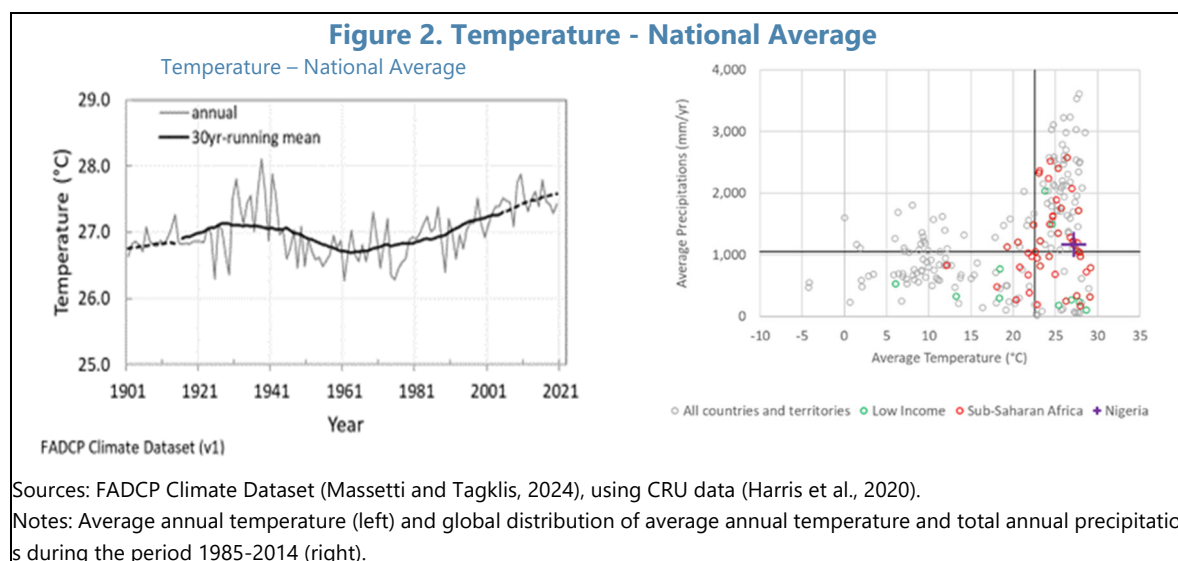 Figure 2. Temperature - National Average
Temperature – National Average
29.0
28.0
27.0
26.0
25.0
Temperature (°C)
annual
30yr-running mean
1901 1921 1941 1961 1981 2001 2021
Year
FADCP Climate Dataset (v1)
4,000
3,000
2,000
1,000
0
Average Precipitations (mm/yr)
-10 -5 0 5 10 15 20 25 30 35
Average Temperature (°C)
All countries and territories Low Income Sub-Saharan Africa Nigeria
Sources: FADCP Climate Dataset (Massetti and Tagklis, 2024), using CRU data (Harris et al., 2020).
Notes: Average annual temperature (left) and global distribution of average annual temperature and total annual precipitatio
s during the period 1985-2014 (right).